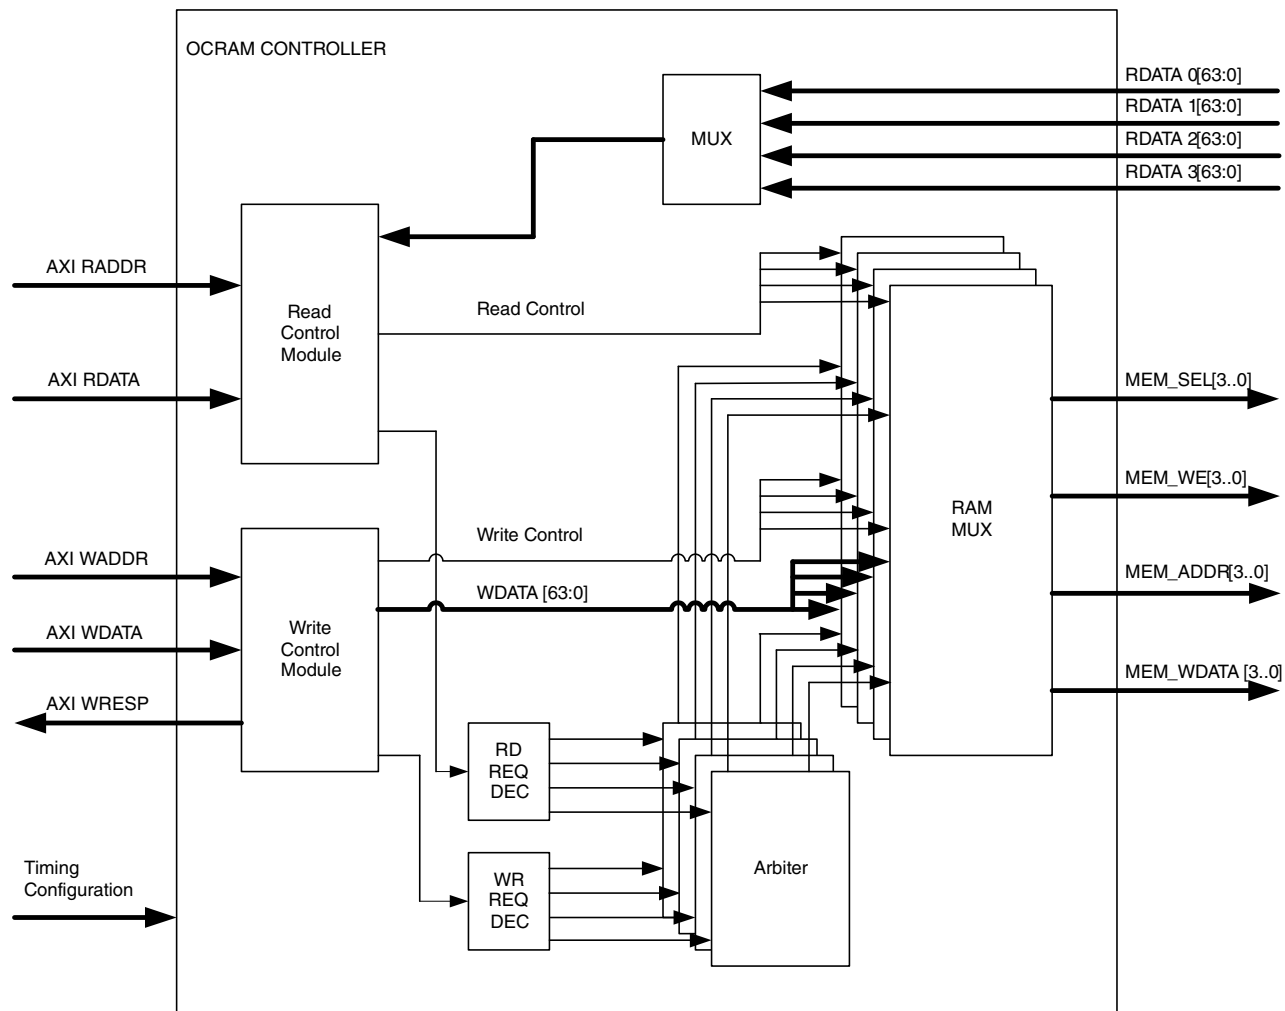 OCRAM CONTROLLER
RDATA 0[63:0]
RDATA 1[63:0]
RDATA 2[63:0]
RDATA 3[63:0]
MUX
AXI RADDR
Read
Control
Module
Read Control
AXI RDATA
MEM_SEL[3..0]
MEM_WE[3..0]
RAM
MUX
Write Control
AXI WADDR
WDATA [63:0]
MEM_ADDR[3..0]
AXI WDATA
Write
Control
Module
MEM_WDATA [3..0]
AXI WRESP
RD
REQ
DEC
Timing
Configuration
WR
REQ
DEC
Arbiter